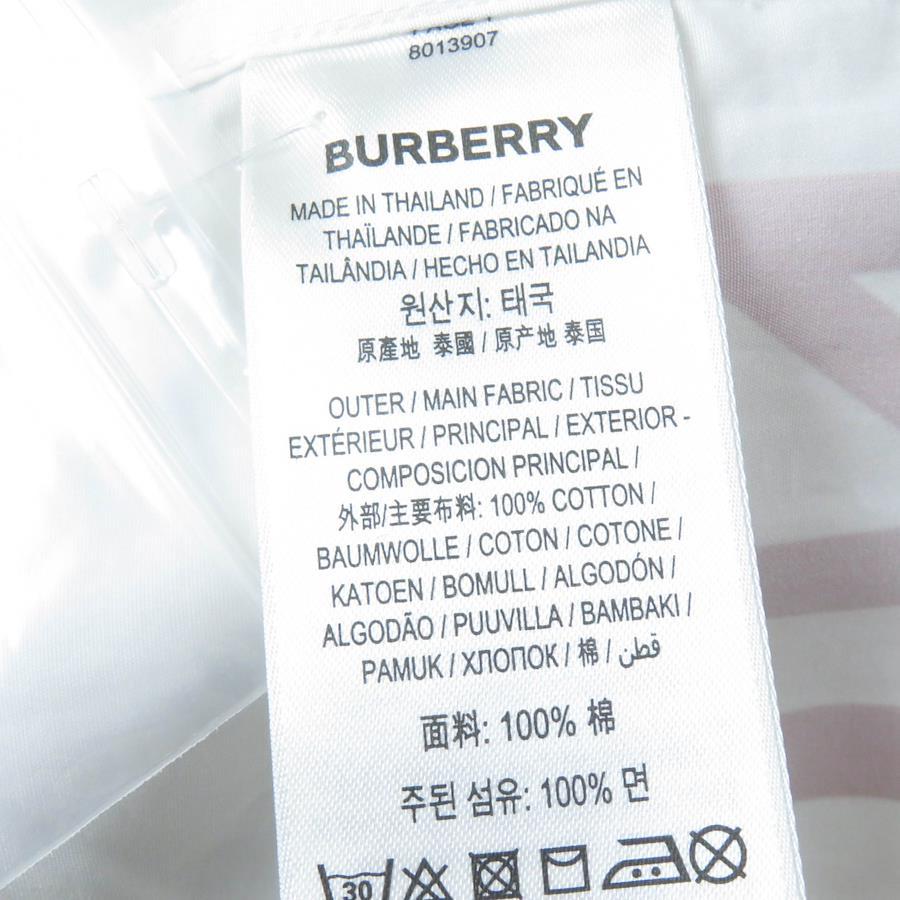 8013907
BURBERRY
MADE IN THAILAND / FABRIQUÉ EN
THAÏLANDE / FABRICADO NA
TAILÂNDIA / HECHO EN TAILANDIA
원산지: 태국
原產地 泰國 / 原产地 泰国
OUTER / MAIN FABRIC / TISSU
EXTÉRIEUR / PRINCIPAL / EXTERIOR -
COMPOSICION PRINCIPAL /
外部/主要布料: 100% COTTON /
BAUMWOLLE / COTON / COTONE /
KATOEN / BOMULL / ALGODÓN /
ALGODÃO / PUUVILLA / BAMBAKI /
PAMUK / ХЛОПОК / 棉 / قطن
面料: 100% 棉
주된 섬유: 100% 면
30